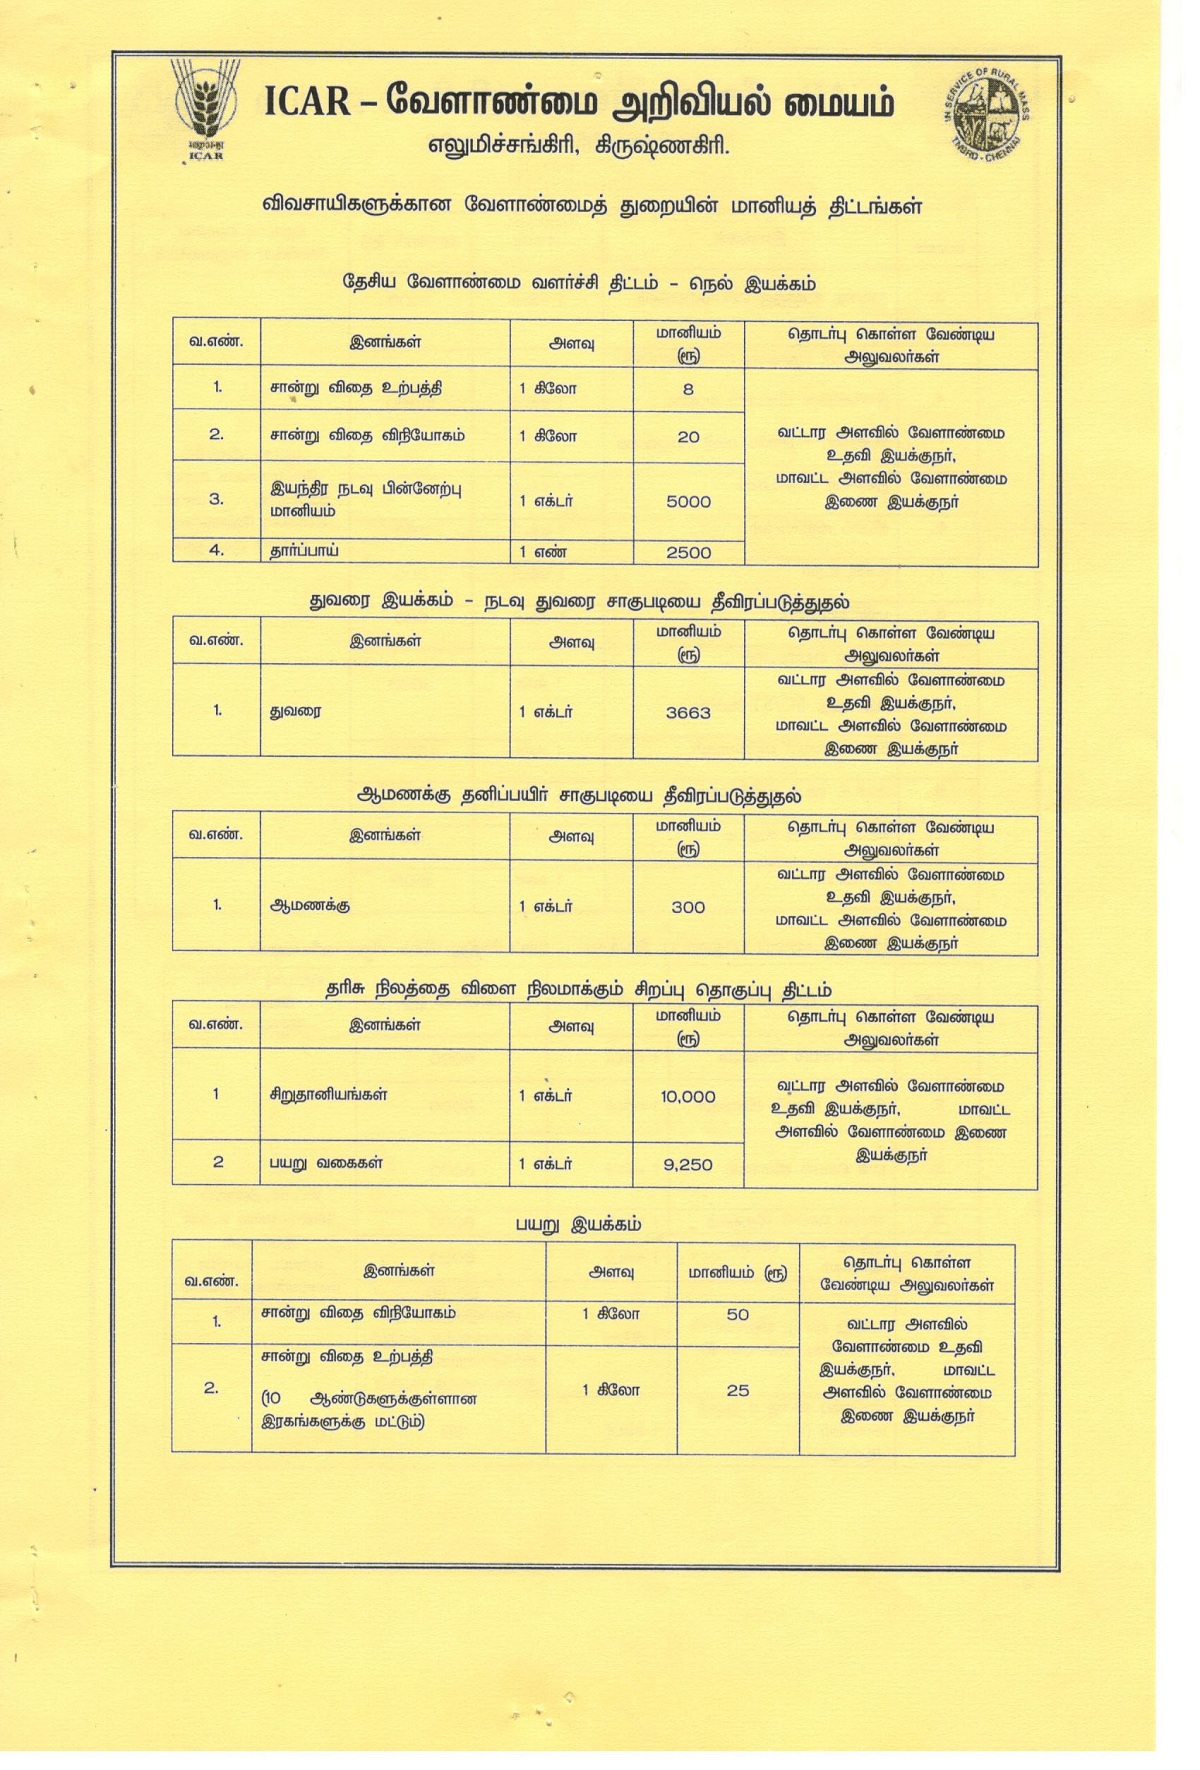 ICAR – வேளாண்மை அறிவியல் மையம்
எலுமிச்சங்கிரி, கிருஷ்ணகிரி.
ICAR
IN SERVICE OF RURAL MASS
TNBRD - CHENNAI
விவசாயிகளுக்கான வேளாண்மைத் துறையின் மானியத் திட்டங்கள்
தேசிய வேளாண்மை வளர்ச்சி திட்டம் – நெல் இயக்கம்
வ.எண். இனங்கள் அளவு மானியம் (ரூ) தொடர்பு கொள்ள வேண்டிய அலுவலர்கள்
1. சான்று விதை உற்பத்தி 1 கிலோ 8
2. சான்று விதை விநியோகம் 1 கிலோ 20
3. இயந்திர நடவு பின்னேற்பு மானியம் 1 எக்டர் 5000
4. தார்ப்பாய் 1 எண் 2500
வட்டார அளவில் வேளாண்மை
உதவி இயக்குநர்,
மாவட்ட அளவில் வேளாண்மை
இணை இயக்குநர்
துவரை இயக்கம் – நடவு துவரை சாகுபடியை தீவிரப்படுத்துதல்
வ.எண். இனங்கள் அளவு மானியம் (ரூ) தொடர்பு கொள்ள வேண்டிய அலுவலர்கள்
1. துவரை 1 எக்டர் 3663
வட்டார அளவில் வேளாண்மை
உதவி இயக்குநர்,
மாவட்ட அளவில் வேளாண்மை
இணை இயக்குநர்
ஆமணக்கு தனிப்பயிர் சாகுபடியை தீவிரப்படுத்துதல்
வ.எண். இனங்கள் அளவு மானியம் (ரூ) தொடர்பு கொள்ள வேண்டிய அலுவலர்கள்
1. ஆமணக்கு 1 எக்டர் 300
வட்டார அளவில் வேளாண்மை
உதவி இயக்குநர்,
மாவட்ட அளவில் வேளாண்மை
இணை இயக்குநர்
தரிசு நிலத்தை விளை நிலமாக்கும் சிறப்பு தொகுப்பு திட்டம்
வ.எண். இனங்கள் அளவு மானியம் (ரூ) தொடர்பு கொள்ள வேண்டிய அலுவலர்கள்
1 சிறுதானியங்கள் 1 எக்டர் 10,000
2 பயறு வகைகள் 1 எக்டர் 9,250
வட்டார அளவில் வேளாண்மை
உதவி இயக்குநர், மாவட்ட
அளவில் வேளாண்மை இணை
இயக்குநர்
பயறு இயக்கம்
வ.எண். இனங்கள் அளவு மானியம் (ரூ) தொடர்பு கொள்ள வேண்டிய அலுவலர்கள்
1. சான்று விதை விநியோகம் 1 கிலோ 50
2. சான்று விதை உற்பத்தி
(10 ஆண்டுகளுக்குள்ளான
இரகங்களுக்கு மட்டும்) 1 கிலோ 25
வட்டார அளவில்
வேளாண்மை உதவி
இயக்குநர், மாவட்ட
அளவில் வேளாண்மை
இணை இயக்குநர்